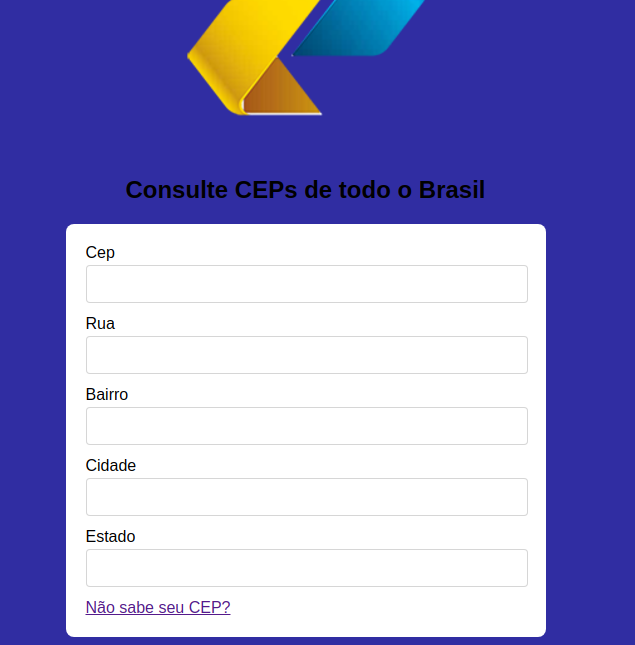 Consulte CEPs de todo o Brasil
Cep
Rua
Bairro
Cidade
Estado
Não sabe seu CEP?